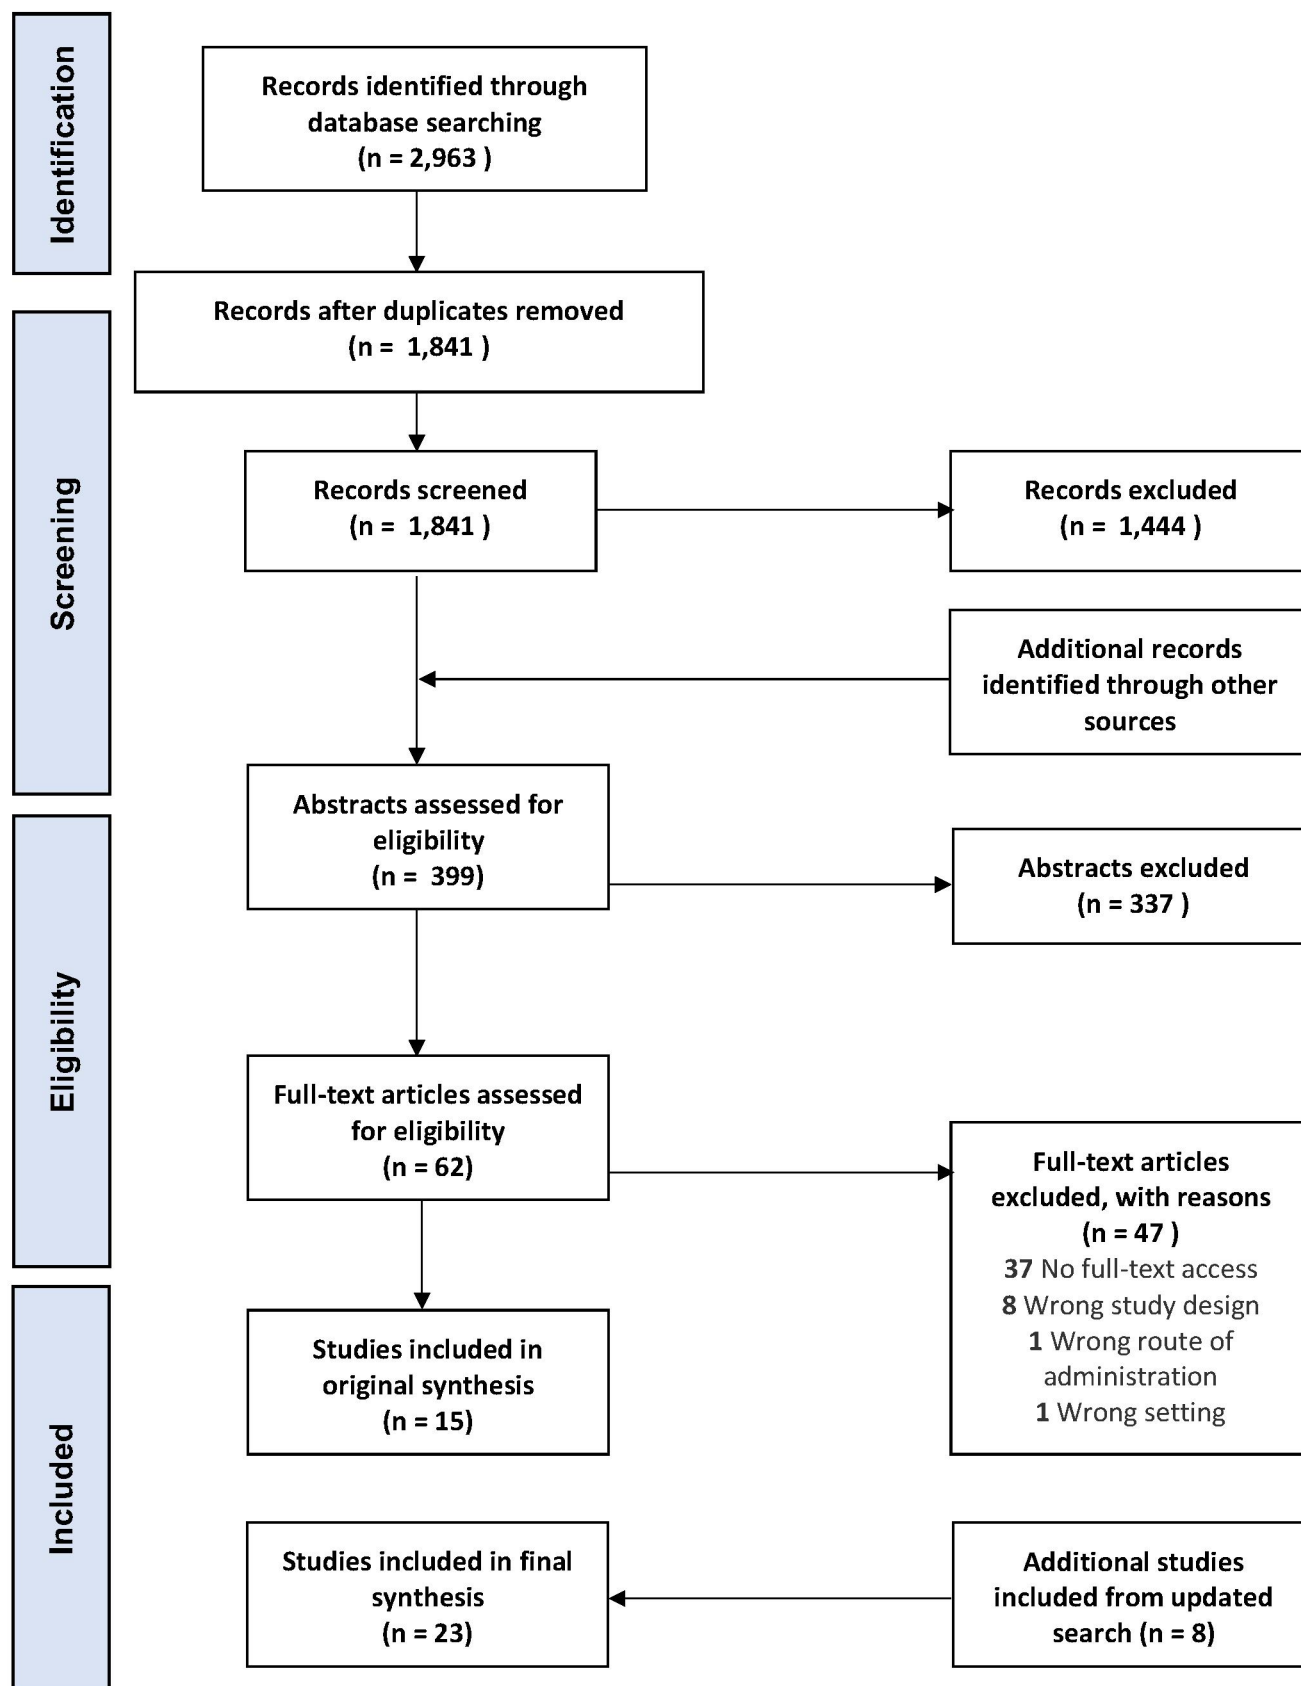 Identification
Records identified through
database searching
(n = 2,963 )
Records after duplicates removed
(n =  1,841 )
Screening
Records screened
(n =  1,841 )
Records excluded
(n =  1,444 )
Additional records
identified through other
sources
Abstracts assessed for
eligibility
(n =  399)
Abstracts excluded
(n = 337 )
Eligibility
Full-text articles assessed
for eligibility
(n = 62)
Full-text articles
excluded, with reasons
(n = 47 )
37 No full-text access
8 Wrong study design
1 Wrong route of
administration
1 Wrong setting
Studies included in
original synthesis
(n = 15)
Included
Studies included in final
synthesis
(n = 23)
Additional studies
included from updated
search (n = 8)